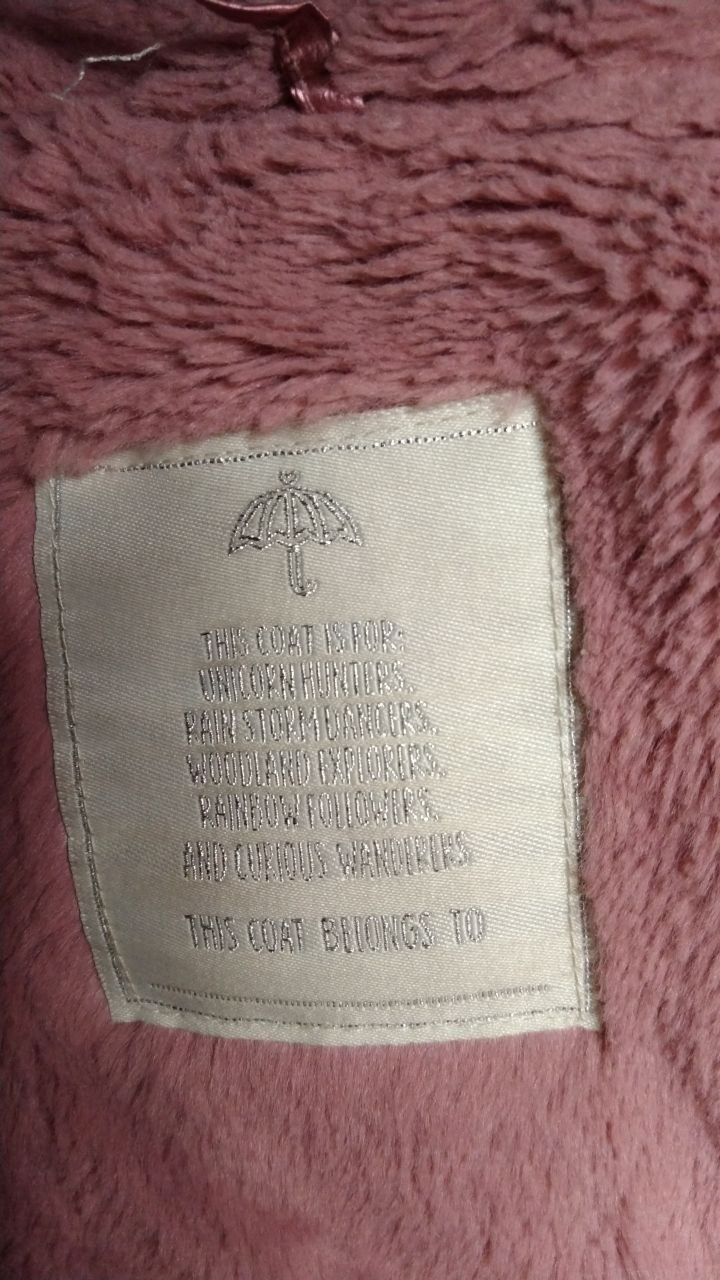 THIS COAT IS FOR:
UNICORN HUNTERS.
RAIN STORM DANCERS.
WOODLAND EXPLORERS.
RAINBOW FOLLOWERS.
AND CURIOUS WANDERERS
THIS COAT BELONGS TO